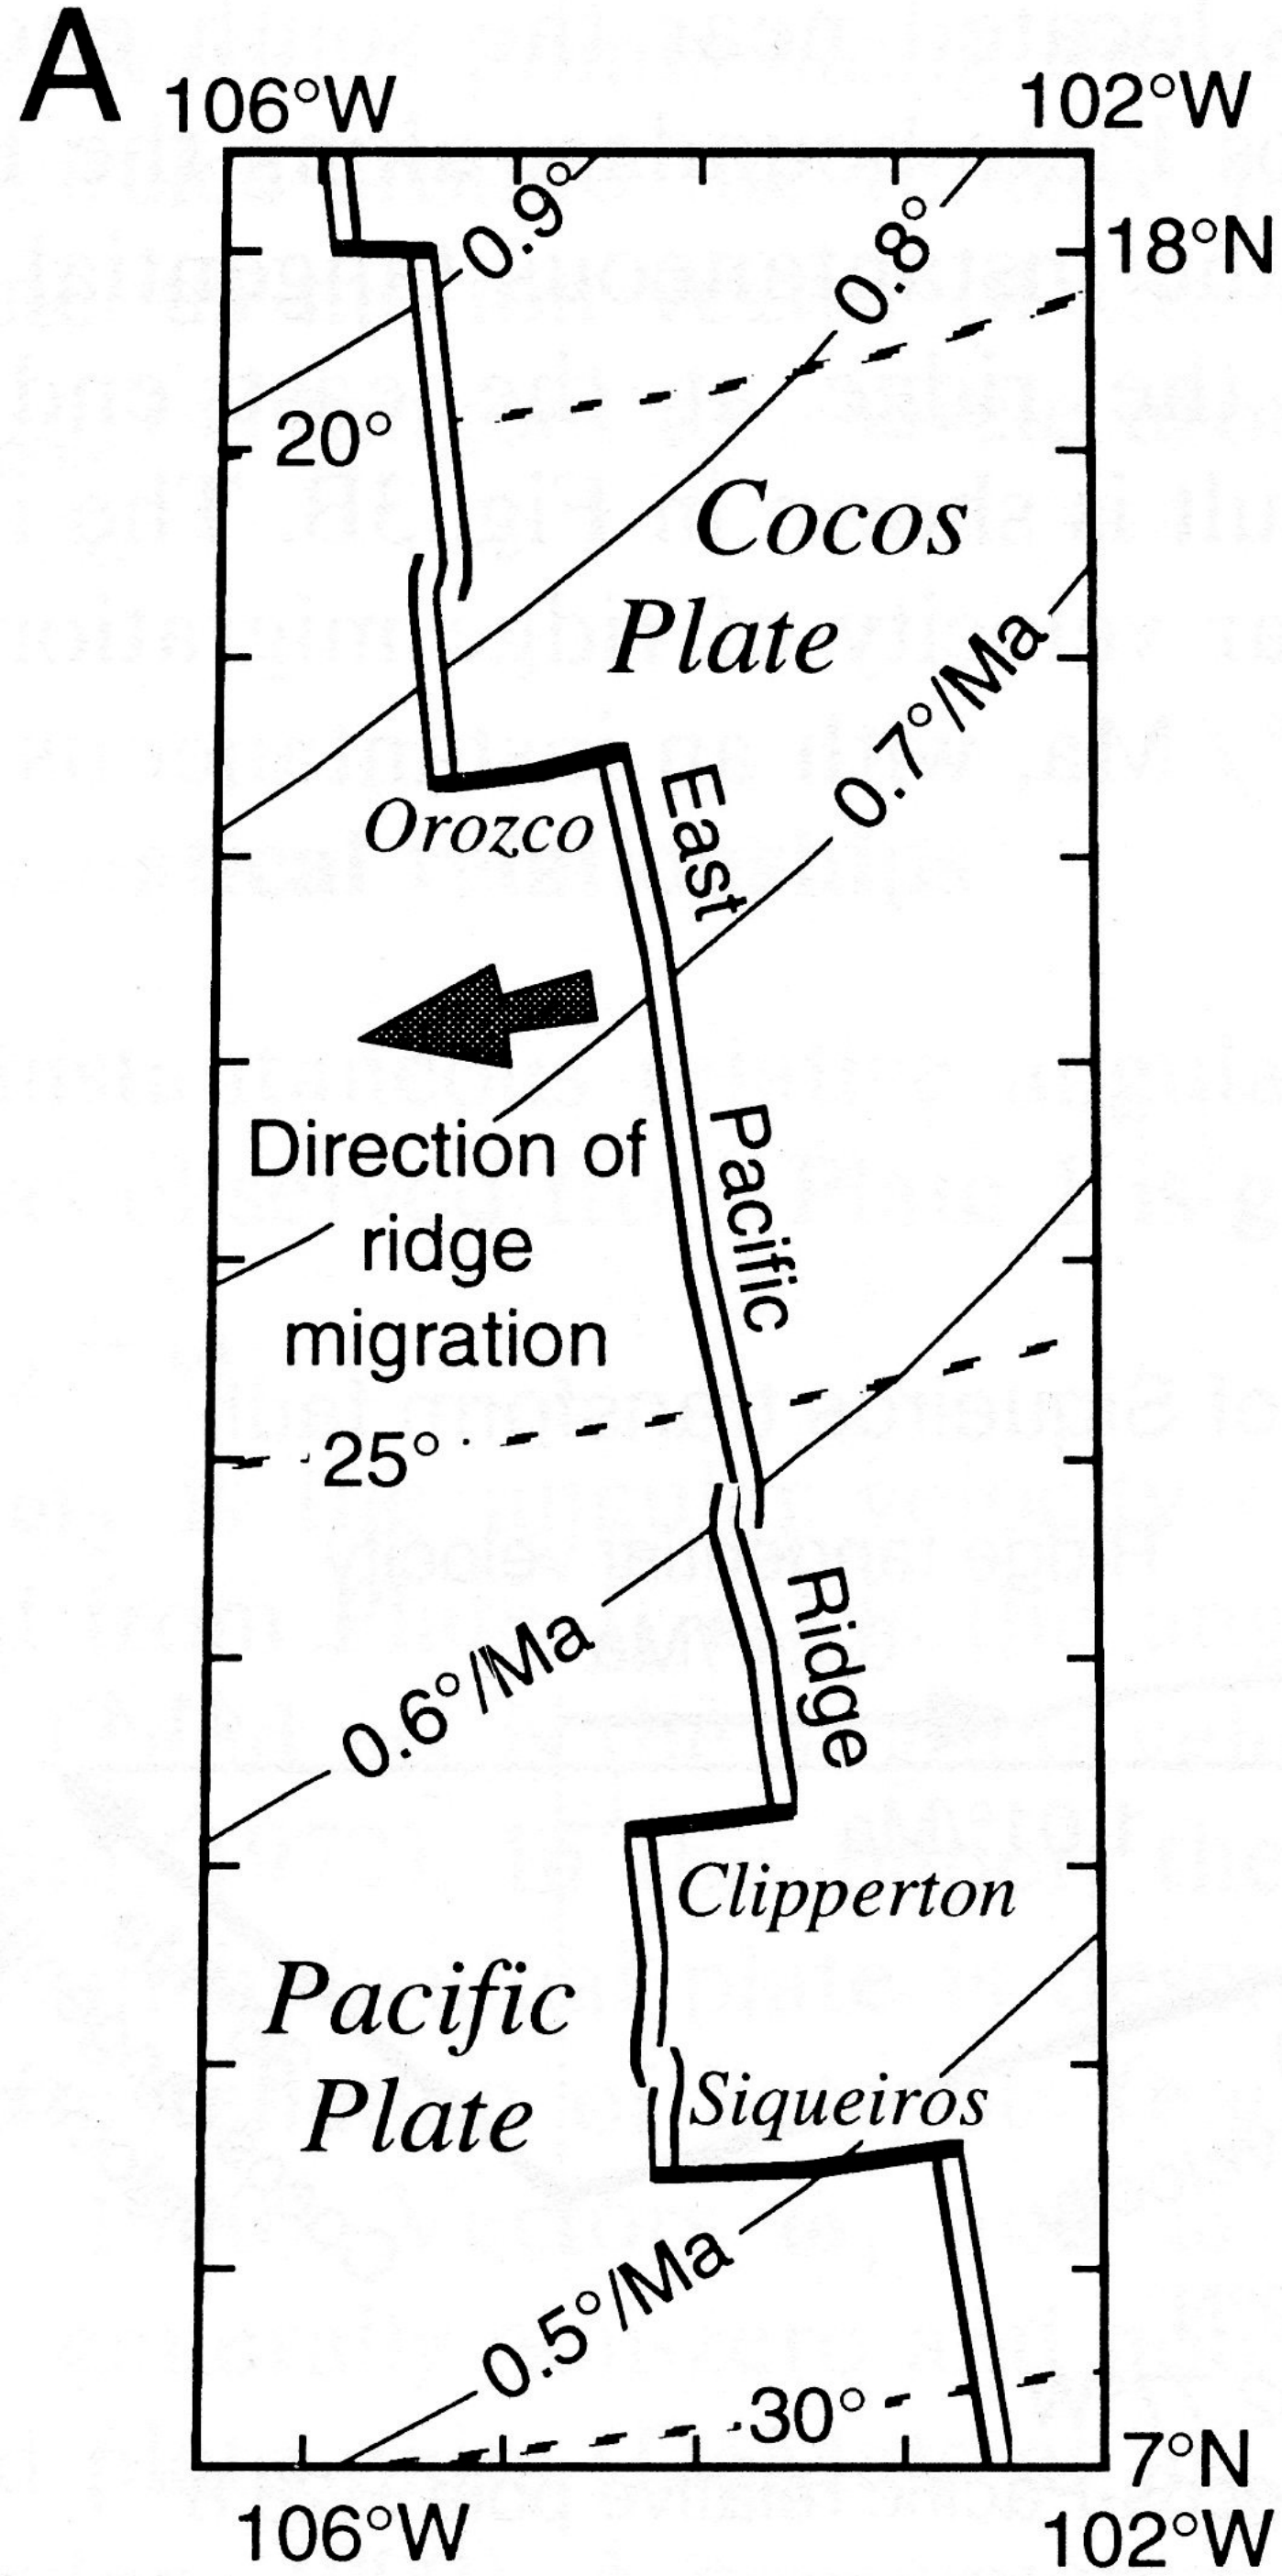 A
106°W
102°W
0.9°
0.8°
18°N
20°
Cocos
Plate
0.7°/Ma
Orozco
East
Direction of
ridge
migration
Pacific
25°
0.6°/Ma
Ridge
Clipperton
Pacific
Plate
Siqueiros
0.5°/Ma
30°
7°N
106°W
102°W